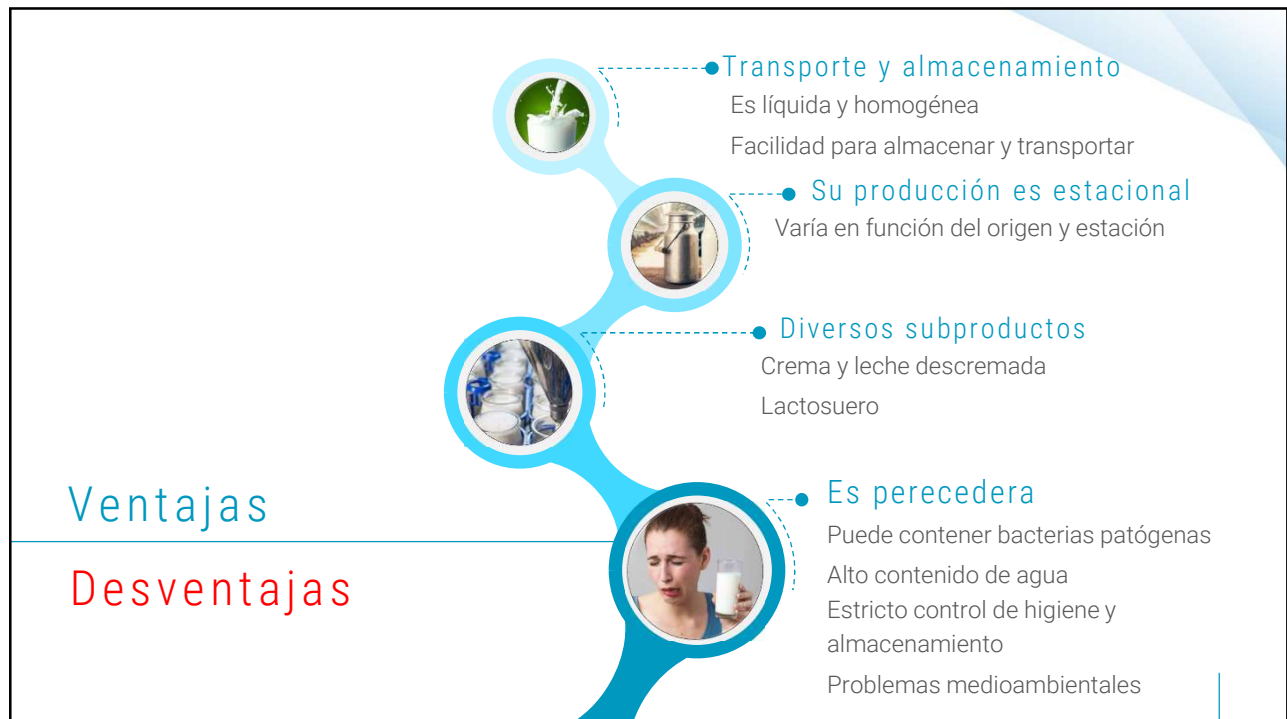 Transporte y almacenamiento
Es líquida y homogénea
Facilidad para almacenar y transportar
Su producción es estacional
Varía en función del origen y estación
Diversos subproductos
Crema y leche descremada
Lactosuero
Ventajas
Desventajas
Es perecedera
Puede contener bacterias patógenas
Alto contenido de agua
Estricto control de higiene y
almacenamiento
Problemas medioambientales